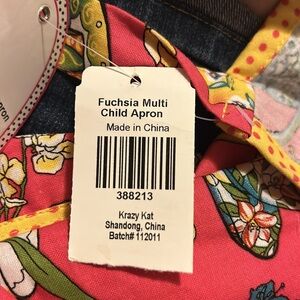 Fuchsia Multi
Child Apron
Made in China
388213
Krazy Kat
Shandong, China
Batch# 112011